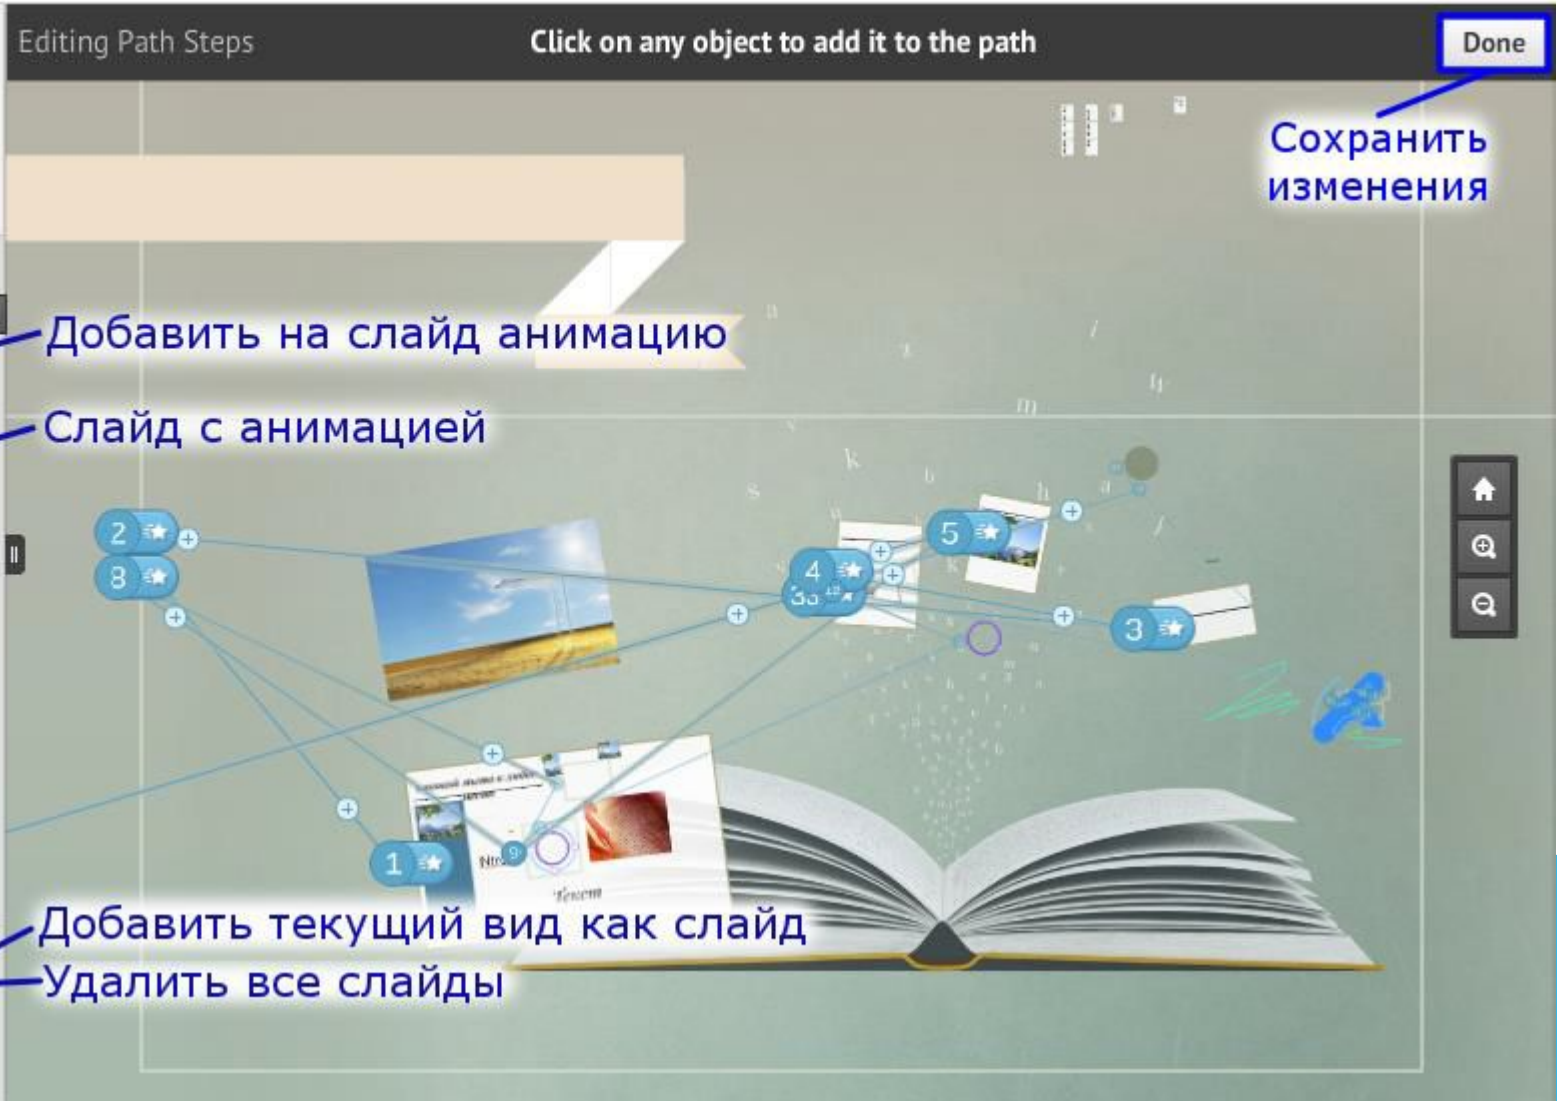 Editing Path Steps
Click on any object to add it to the path
Done
Сохранить
изменения
Добавить на слайд анимацию
Слайд с анимацией
2
8
5
4
3
1
9
Текст
Добавить текущий вид как слайд
Удалить все слайды